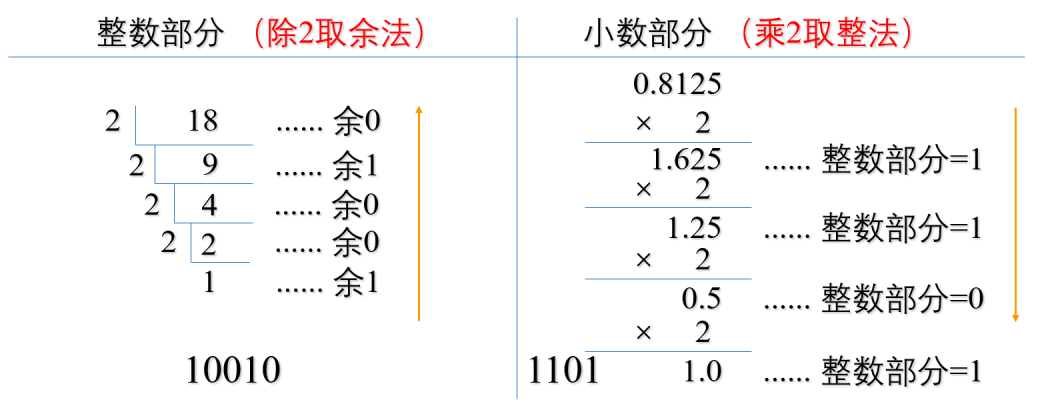 整数部分 （除2取余法）
2 18 ...... 余0
2 9 ...... 余1
2 4 ...... 余0
2 2 ...... 余0
1 ...... 余1
10010
小数部分 （乘2取整法）
0.8125
× 2
1.625 ...... 整数部分=1
× 2
1.25 ...... 整数部分=1
× 2
0.5 ...... 整数部分=0
× 2
1.0 ...... 整数部分=1
1101